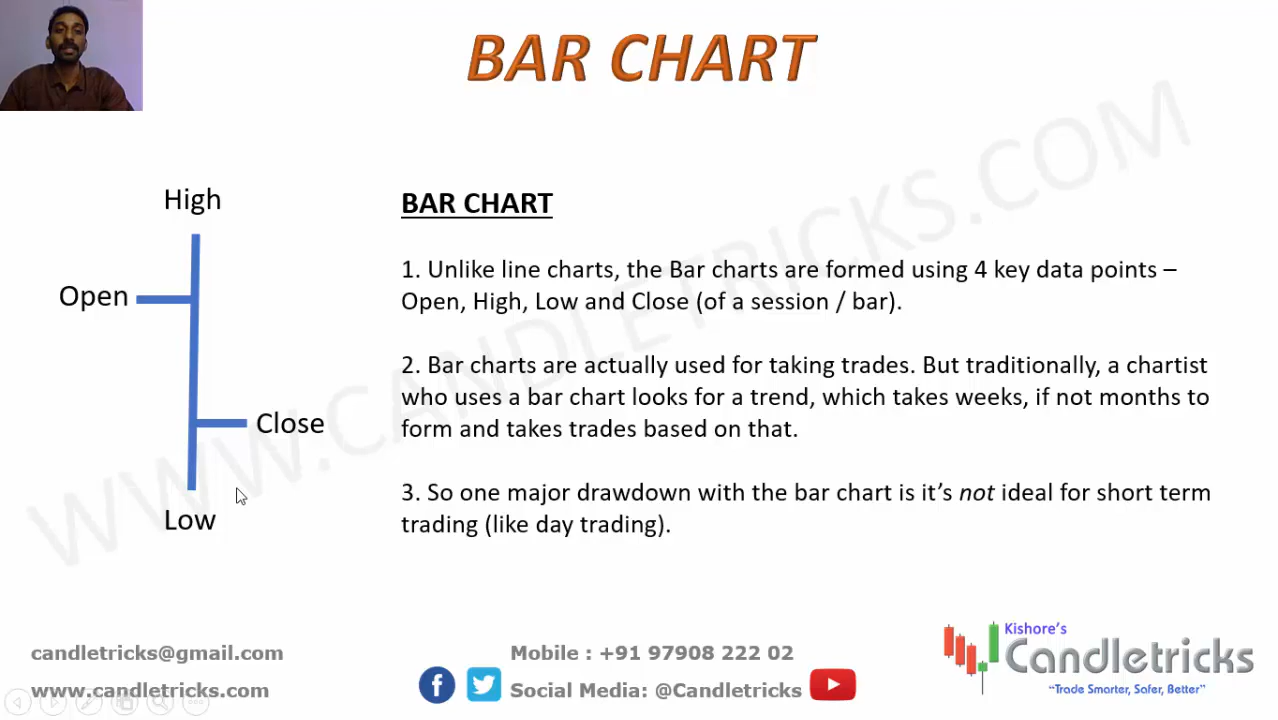 BAR CHART
High
Open
Close
Low
BAR CHART
1. Unlike line charts, the Bar charts are formed using 4 key data points –
Open, High, Low and Close (of a session / bar).
2. Bar charts are actually used for taking trades. But traditionally, a chartist
who uses a bar chart looks for a trend, which takes weeks, if not months to
form and takes trades based on that.
3. So one major drawdown with the bar chart is it’s not ideal for short term
trading (like day trading).
WWW.CANDLETRICKS.COM
candletricks@gmail.com
www.candletricks.com
Mobile : +91 97908 222 02
Social Media: @Candletricks
Kishore's
Candletricks
“Trade Smarter, Safer, Better”